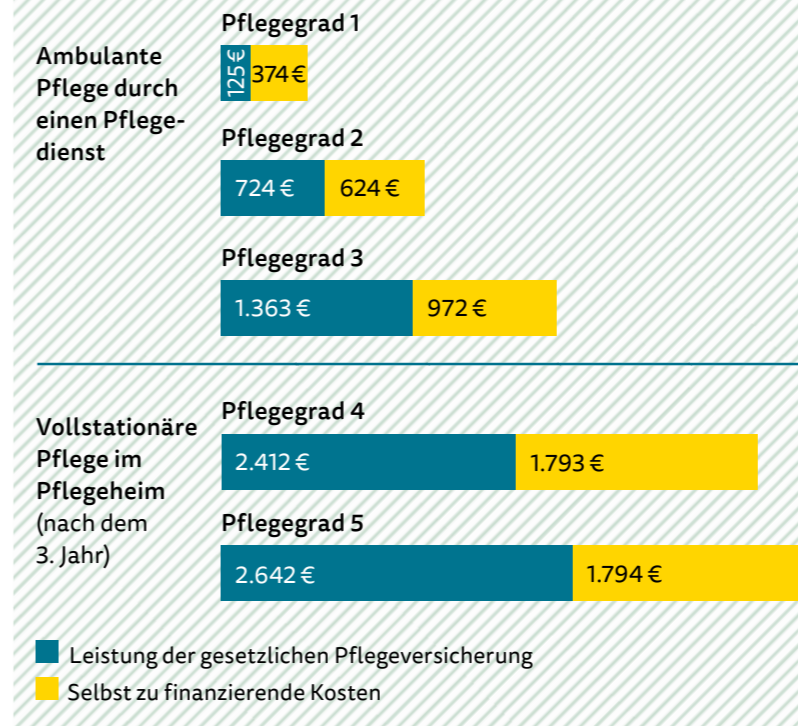 Ambulante
Pflege durch
einen Pflege-
dienst
Pflegegrad 1
125 €
374 €
Pflegegrad 2
724 €
624 €
Pflegegrad 3
1.363 €
972 €
Vollstationäre
Pflege im
Pflegeheim
(nach dem
3. Jahr)
Pflegegrad 4
2.412 €
1.793 €
Pflegegrad 5
2.642 €
1.794 €
Leistung der gesetzlichen Pflegeversicherung
Selbst zu finanzierende Kosten